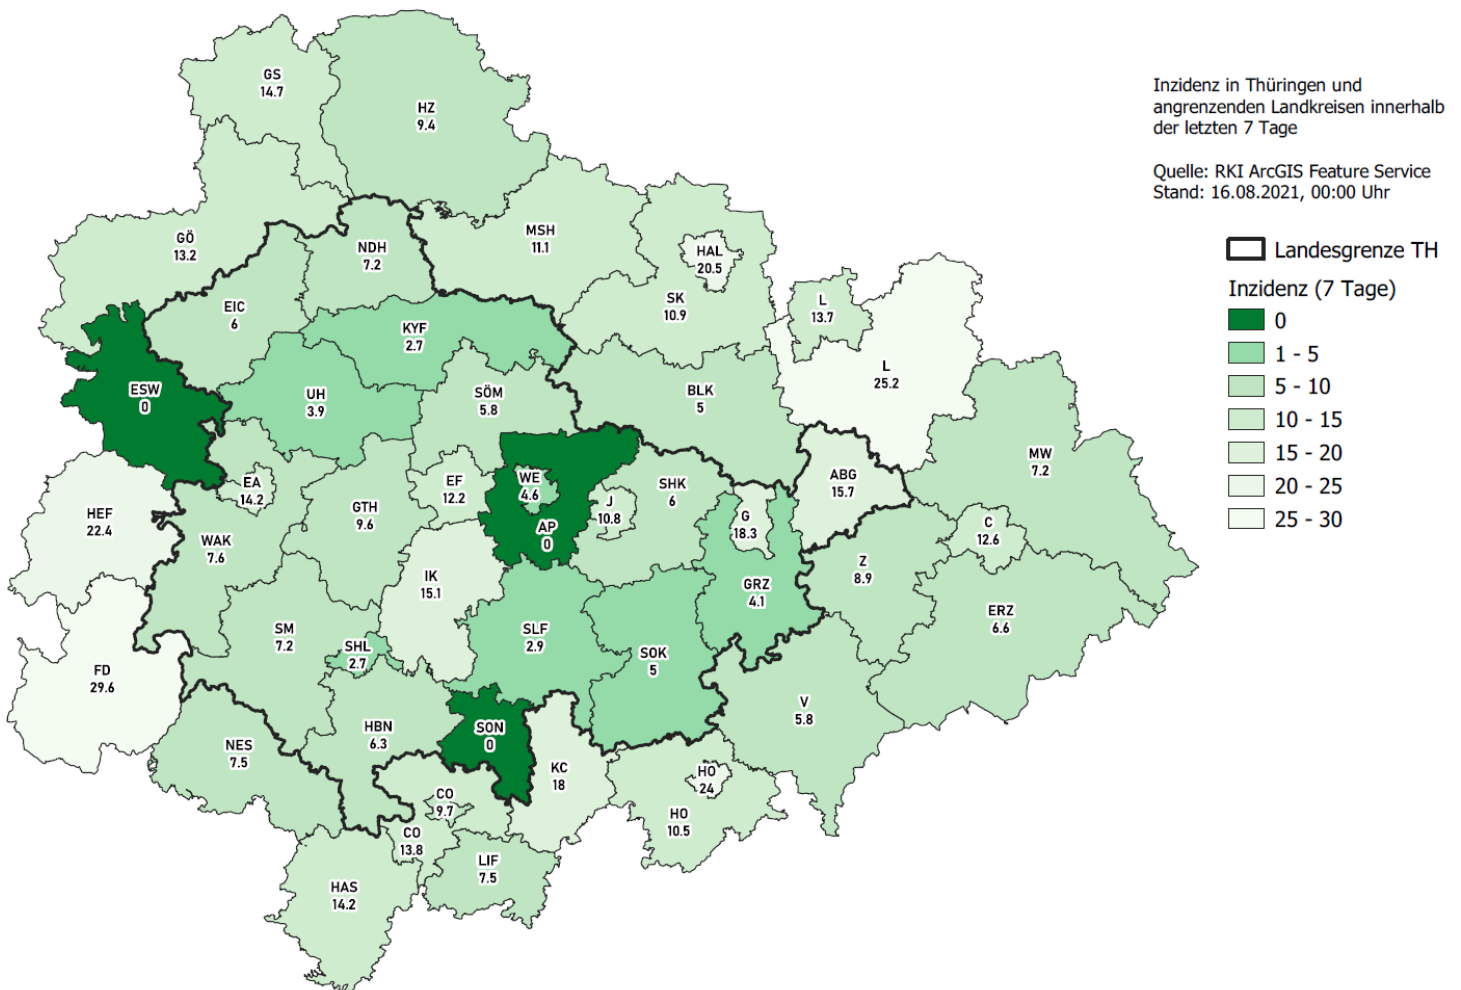 Inzidenz in Thüringen und
angrenzenden Landkreisen innerhalb
der letzten 7 Tage
Quelle: RKI ArcGIS Feature Service
Stand: 16.08.2021, 00:00 Uhr
Landesgrenze TH
Inzidenz (7 Tage)
0
1 - 5
5 - 10
10 - 15
15 - 20
20 - 25
25 - 30
GS
14.7
HZ
9.4
GÖ
13.2
NDH
7.2
MSH
11.1
HAL
20.5
SK
10.9
L
13.7
L
25.2
EIC
6
KYF
2.7
ESW
0
UH
3.9
SÖM
5.8
BLK
5
MW
7.2
ABG
15.7
HEF
22.4
EA
14.2
GTH
9.6
EF
12.2
WE
4.6
AP
0
J
10.8
SHK
6
G
18.3
WAK
7.6
IK
15.1
GRZ
4.1
Z
8.9
C
12.6
ERZ
6.6
FD
29.6
SM
7.2
SHL
2.7
SLF
2.9
SOK
5
V
5.8
NES
7.5
HBN
6.3
SON
0
KC
18
HO
24
HO
10.5
CO
9.7
CO
13.8
LIF
7.5
HAS
14.2